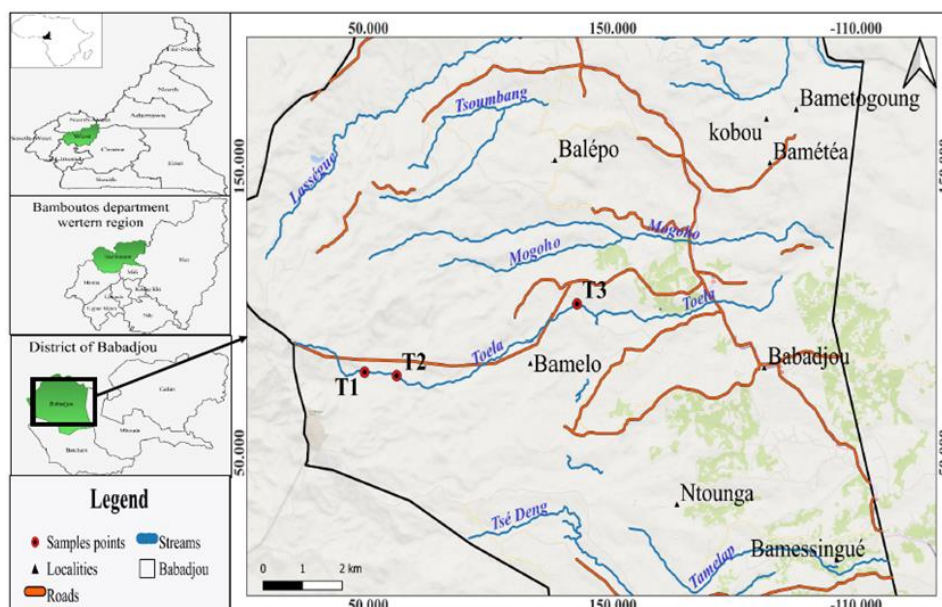 Far-North
North
North-West
Adamawa
South-West
West
Centre
East
Littoral
South
Bamboutos department
wertern region
District of Babadjou
Babadjou
Galim
Mbouda
Batcham
Legend
Samples points
Streams
Localities
Babadjou
Roads
50.000
150.000
-110.000
150.000
50.000
50.000
150.000
-110.000
Tsoumbang
Bametogoung
kobou
Balépo
Bamétéa
Mogoho
Mogoho
T3
Toela
Toela
T1
T2
Bamelo
Babadjou
Ntounga
Tsé Deng
Tamelap
Bamessingué
0 1 2 km